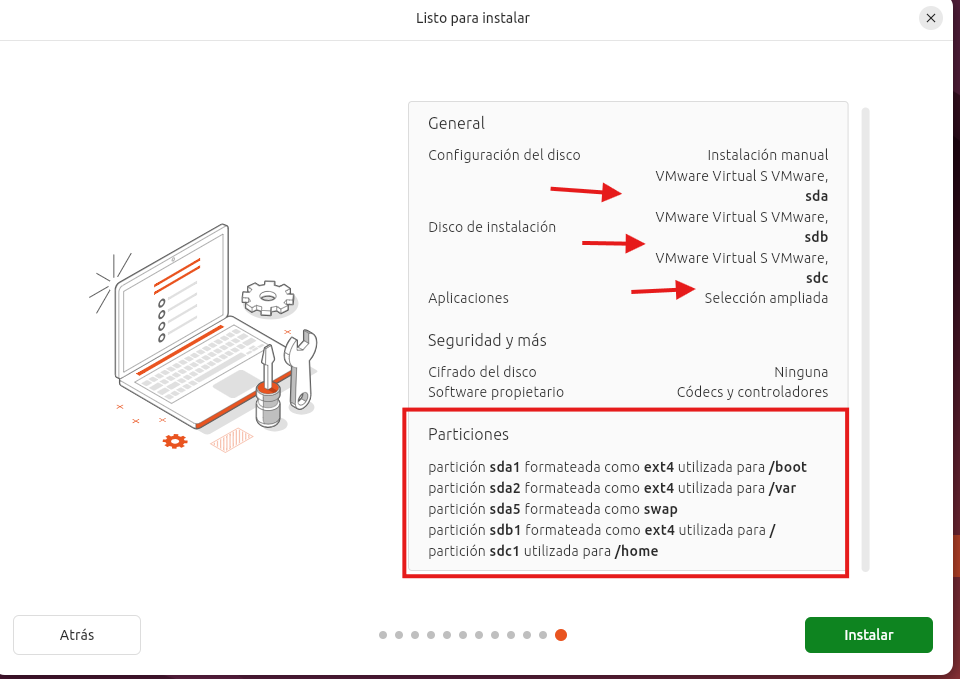 Listo para instalar
General
Configuración del disco
Instalación manual
VMware Virtual S VMware,
sda
Disco de instalación
VMware Virtual S VMware,
sdb
VMware Virtual S VMware,
sdc
Aplicaciones
Selección ampliada
Seguridad y más
Cifrado del disco
Ninguna
Software propietario
Códecs y controladores
Particiones
partición sda1 formateada como ext4 utilizada para /boot
partición sda2 formateada como ext4 utilizada para /var
partición sda5 formateada como swap
partición sdb1 formateada como ext4 utilizada para /
partición sdc1 utilizada para /home
Atrás
Instalar